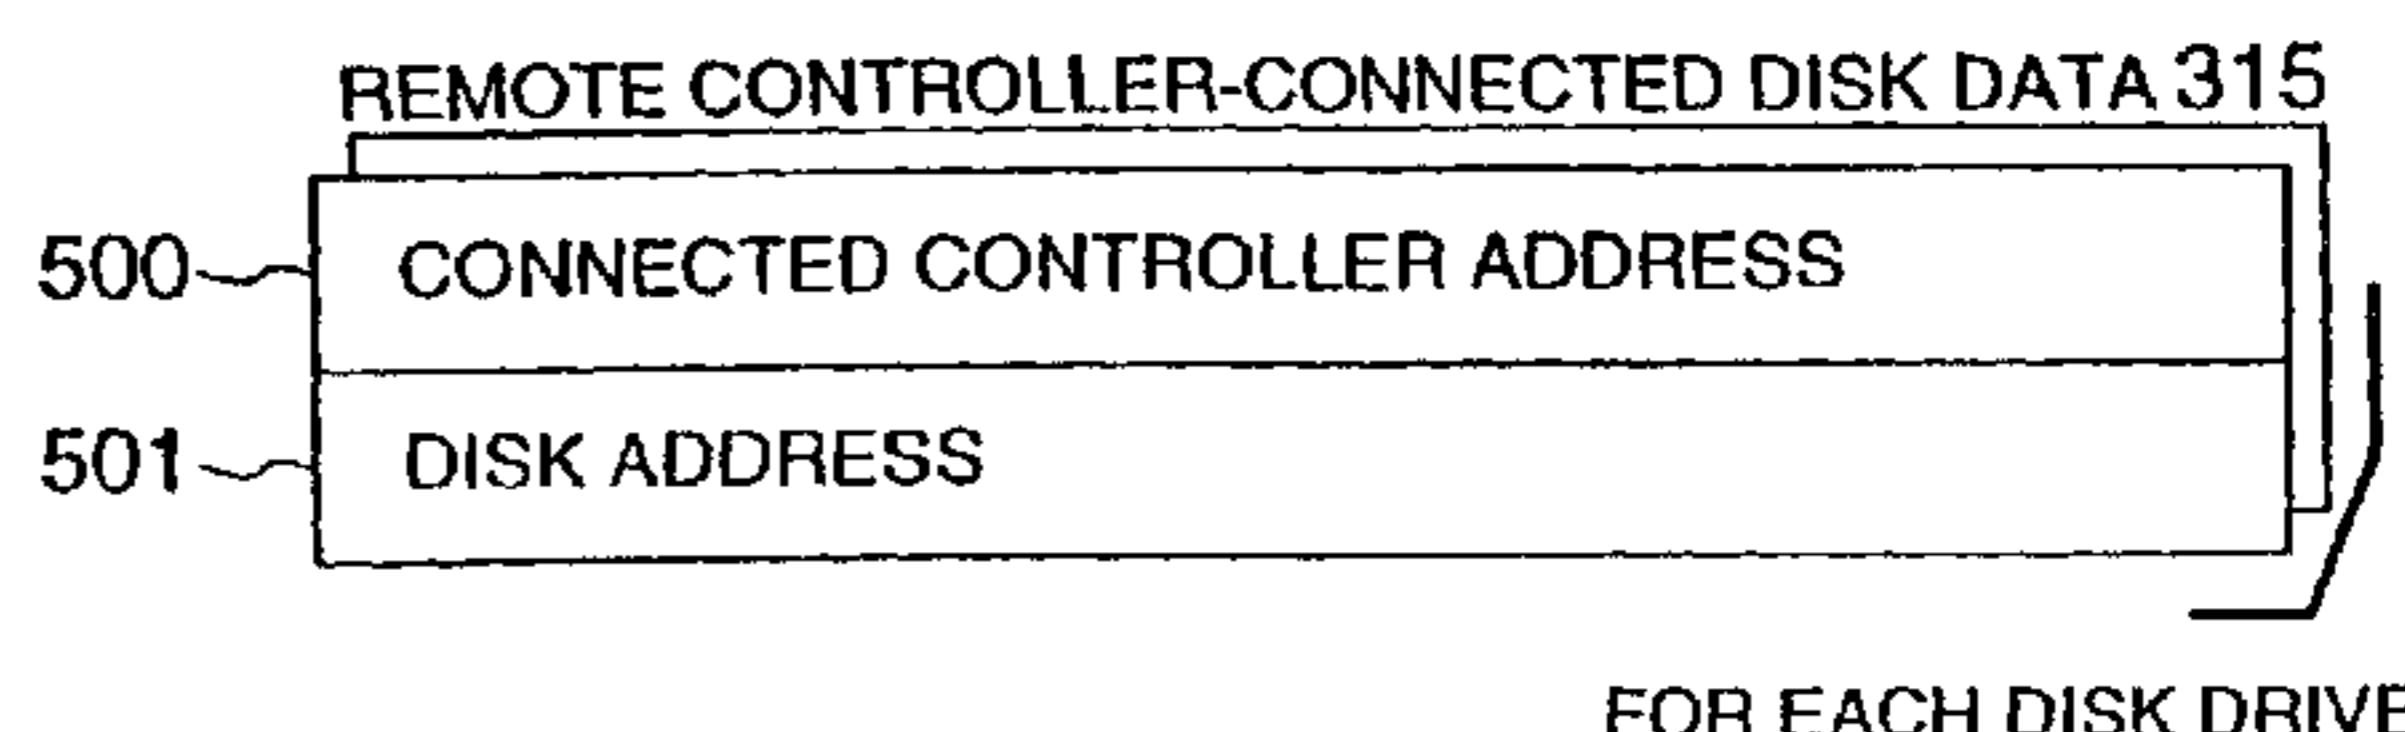 REMOTE CONTROLLER-CONNECTED DISK DATA 315
500 CONNECTED CONTROLLER ADDRESS
501 DISK ADDRESS
FOR EACH DISK DRIVE